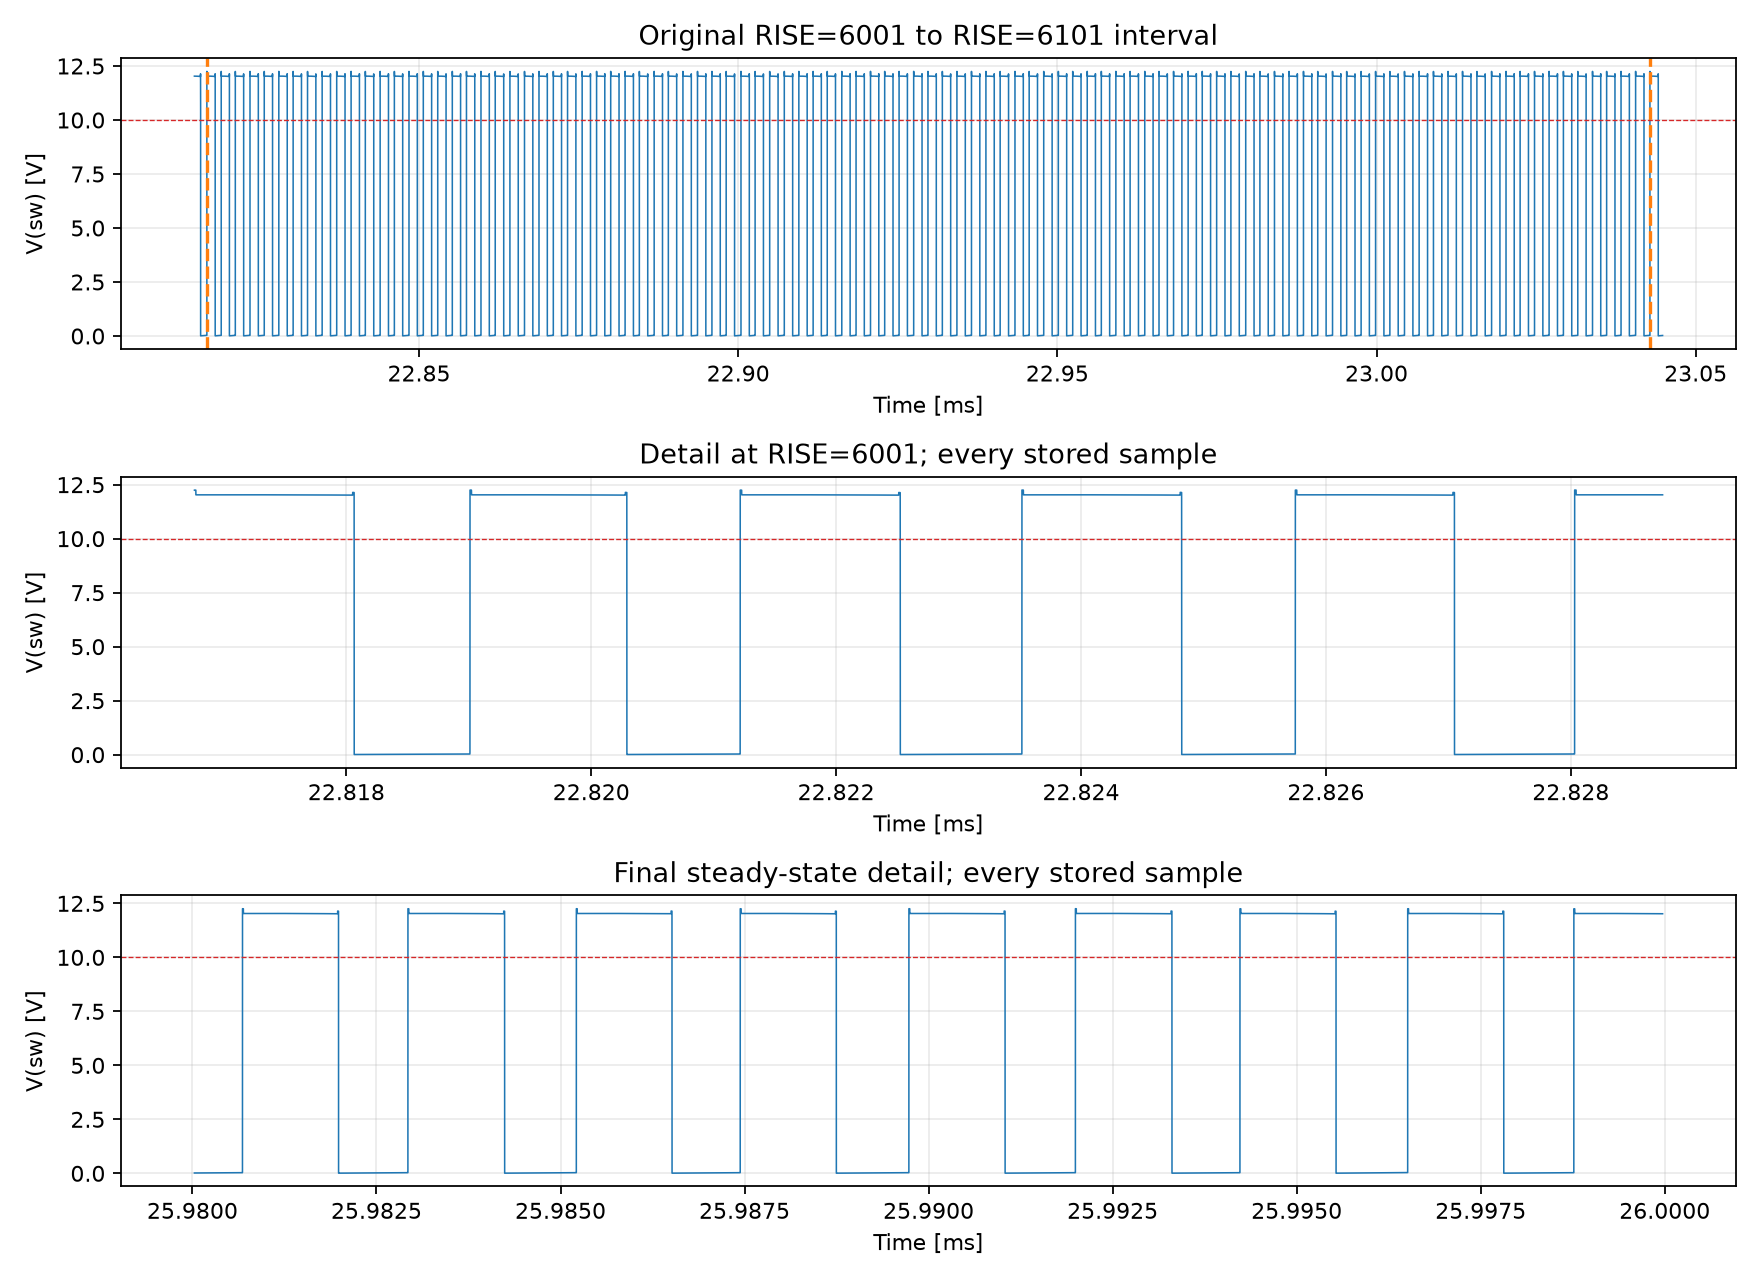 Original RISE=6001 to RISE=6101 interval
12.5
10.0
7.5
5.0
2.5
0.0
V(sw) [V]
22.85 22.90 22.95 23.00 23.05
Time [ms]
Detail at RISE=6001; every stored sample
12.5
10.0
7.5
5.0
2.5
0.0
V(sw) [V]
22.818 22.820 22.822 22.824 22.826 22.828
Time [ms]
Final steady-state detail; every stored sample
12.5
10.0
7.5
5.0
2.5
0.0
V(sw) [V]
25.9800 25.9825 25.9850 25.9875 25.9900 25.9925 25.9950 25.9975 26.0000
Time [ms]